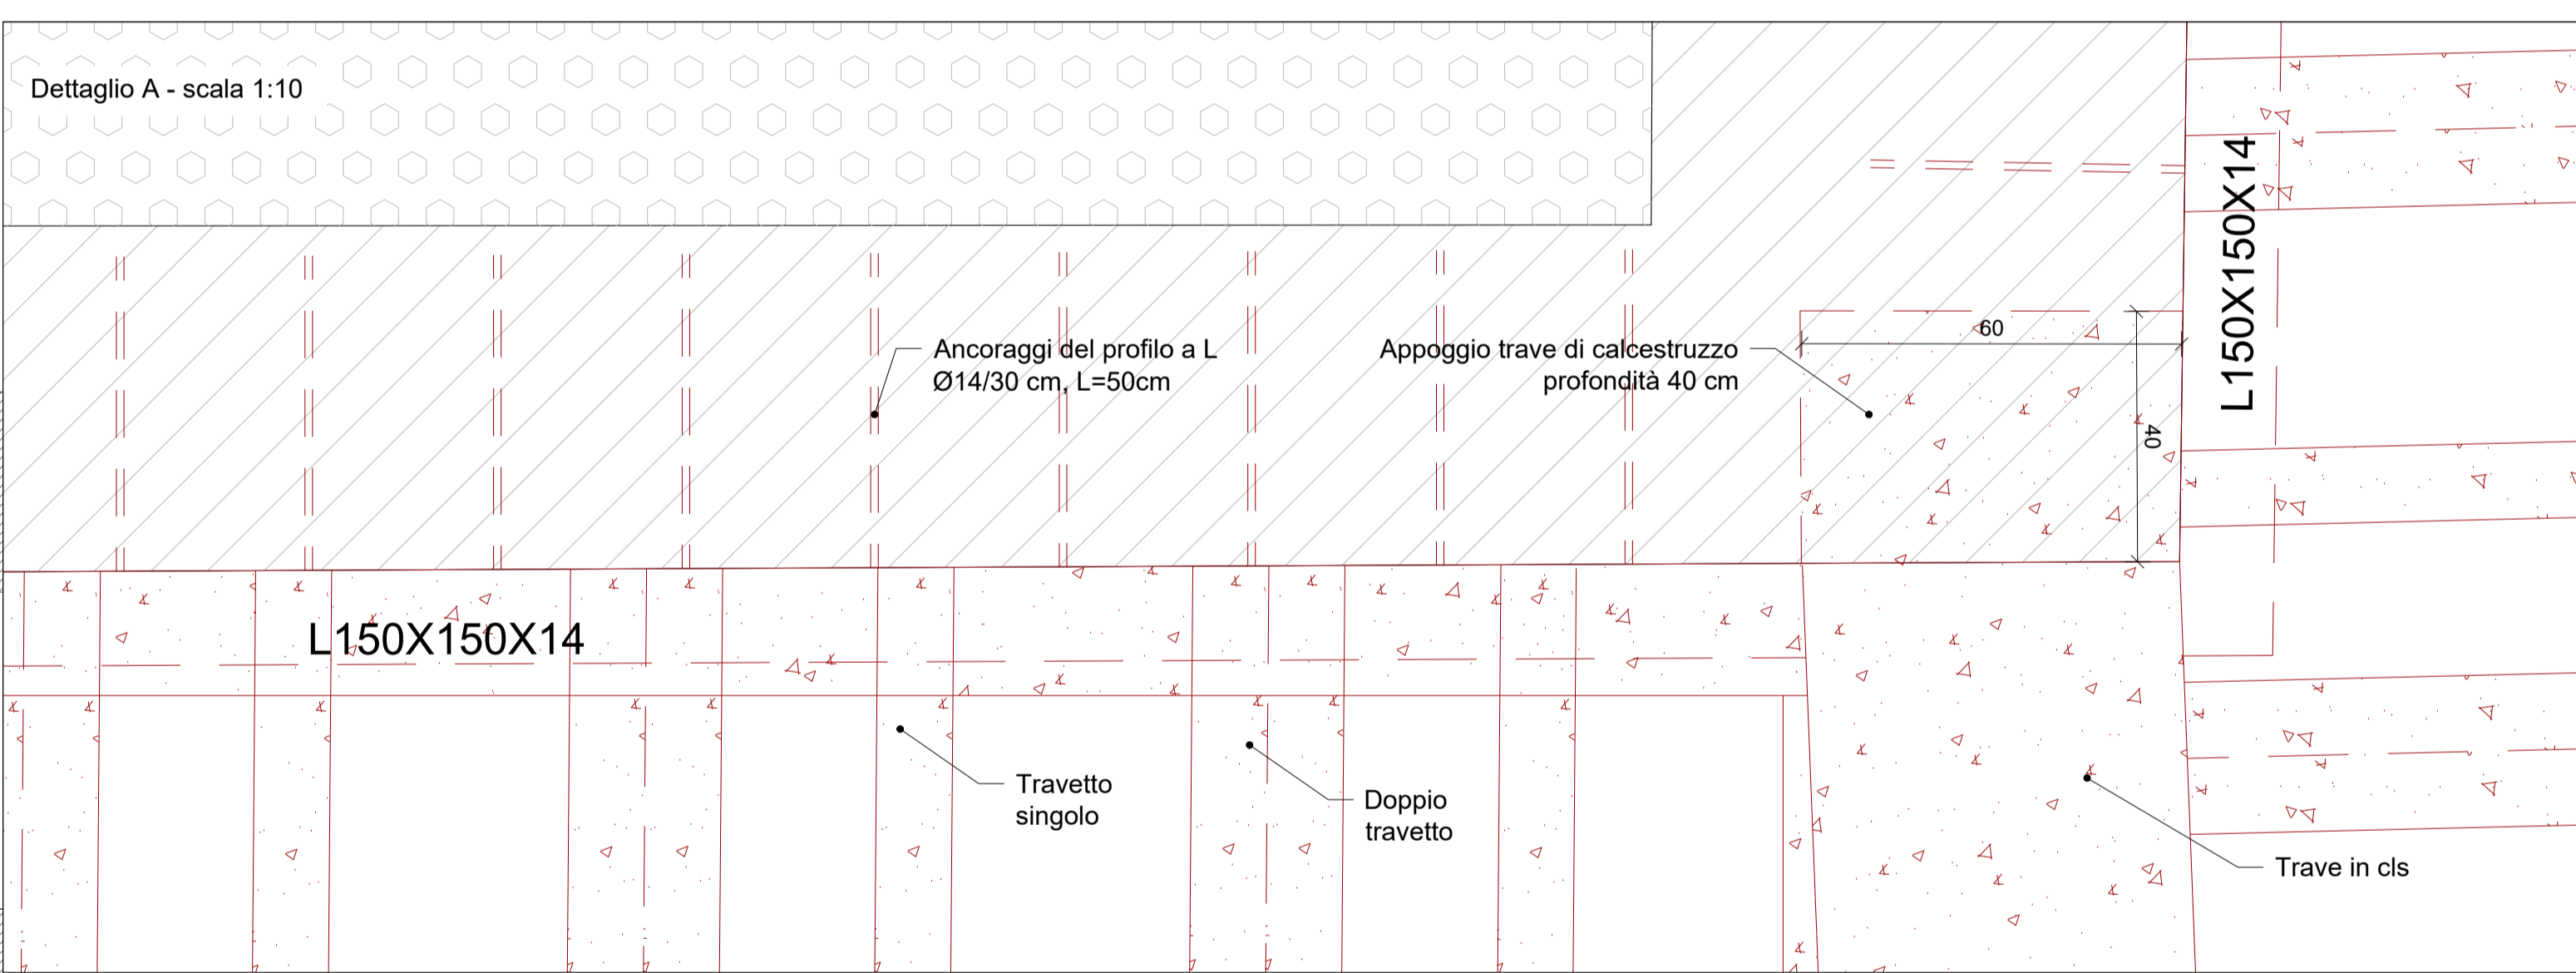 Dettaglio A - scala 1:10
L150X150X14
60
Ancoraggi del profilo a L
Ø14/30 cm, L=50cm
Appoggio trave di calcestruzzo
profondità 40 cm
40
L150X150X14
Travetto
singolo
Doppio
travetto
Trave in cls